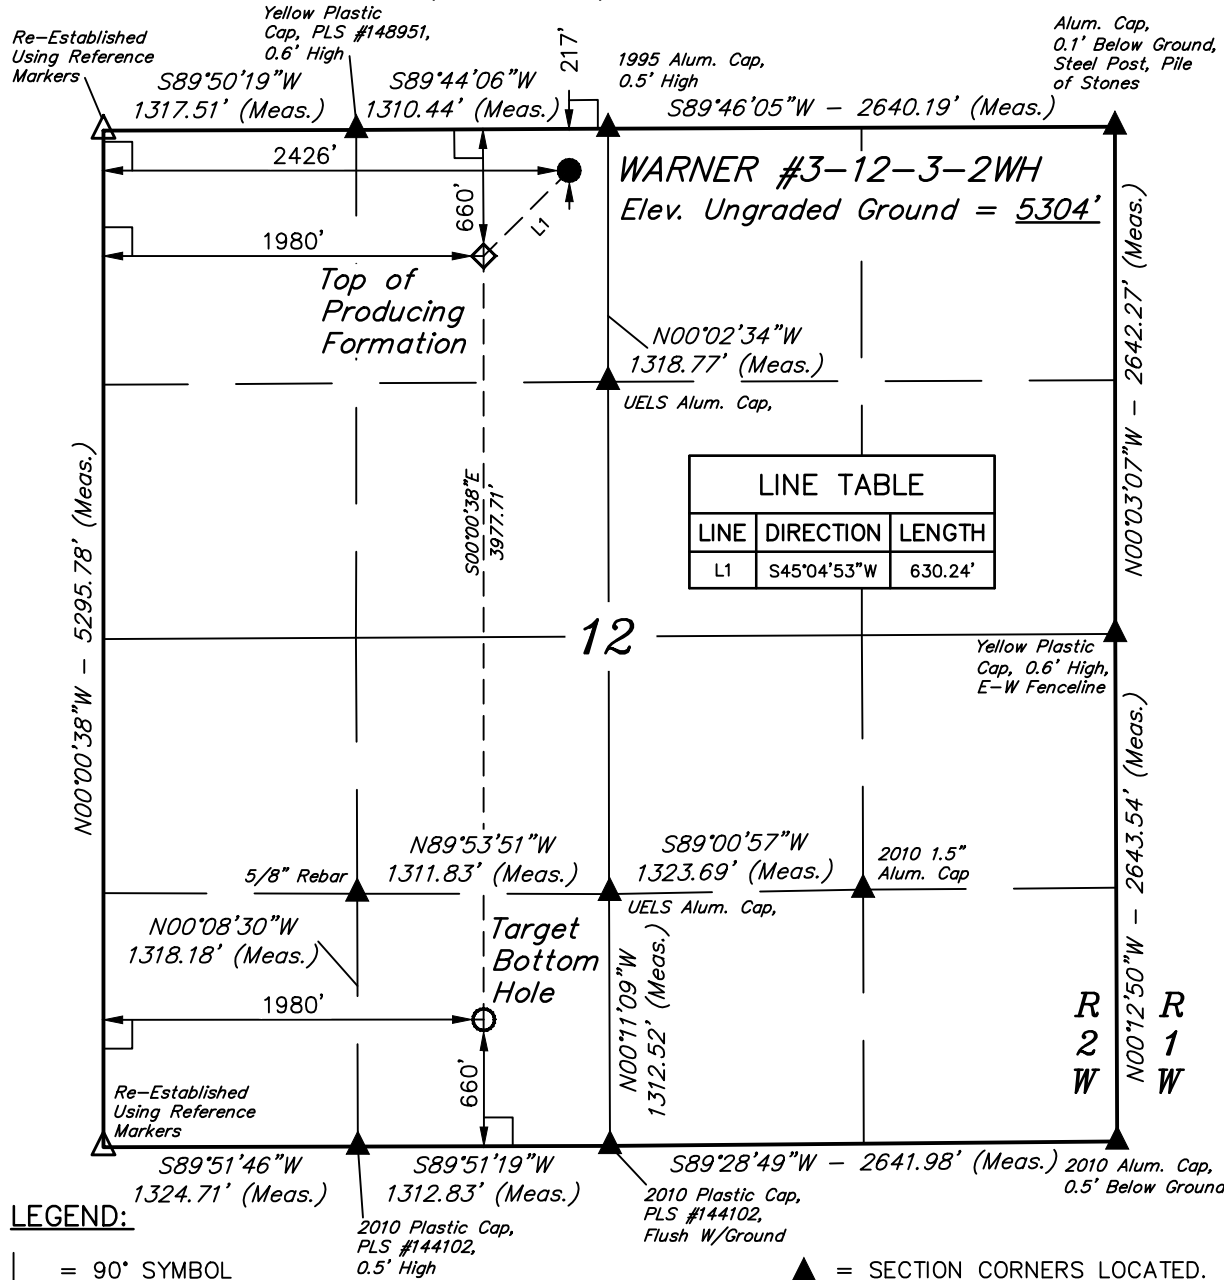 Yellow Plastic
Cap, PLS #148951,
0.6' High
Re-Established
Using Reference
Markers
217'
1995 Alum. Cap,
0.5' High
Alum. Cap,
0.1' Below Ground,
Steel Post, Pile
of Stones
S89°50'19"W
1317.51' (Meas.)
S89°44'06"W
1310.44' (Meas.)
S89°46'05"W - 2640.19' (Meas.)
2426'
660'
L1
WARNER #3-12-3-2WH
Elev. Ungraded Ground = 5304'
1980'
Top of
Producing
Formation
N00°02'34"W
1318.77' (Meas.)
UELS Alum. Cap,
N00°03'07"W - 2642.27' (Meas.)
N00°00'38"W - 5295.78' (Meas.)
S00°00'38"E
3977.71'
LINE TABLE
LINE DIRECTION LENGTH
L1 S45°04'53"W 630.24'
12
Yellow Plastic
Cap, 0.6' High,
E-W Fenceline
N89°53'51"W
1311.83' (Meas.)
S89°00'57"W
1323.69' (Meas.)
2010 1.5"
Alum. Cap
5/8" Rebar
UELS Alum. Cap,
N00°08'30"W
1318.18' (Meas.)
Target
Bottom
Hole
N00°11'09"W
1312.52' (Meas.)
N00°12'50"W - 2643.54' (Meas.)
1980'
660'
R R
2 1
W W
Re-Established
Using Reference
Markers
S89°51'46"W
1324.71' (Meas.)
S89°51'19"W
1312.83' (Meas.)
S89°28'49"W - 2641.98' (Meas.)
2010 Alum. Cap,
0.5' Below Ground
2010 Plastic Cap,
PLS #144102,
Flush W/Ground
2010 Plastic Cap,
PLS #144102,
0.5' High
LEGEND:
= 90° SYMBOL
▲ = SECTION CORNERS LOCATED.